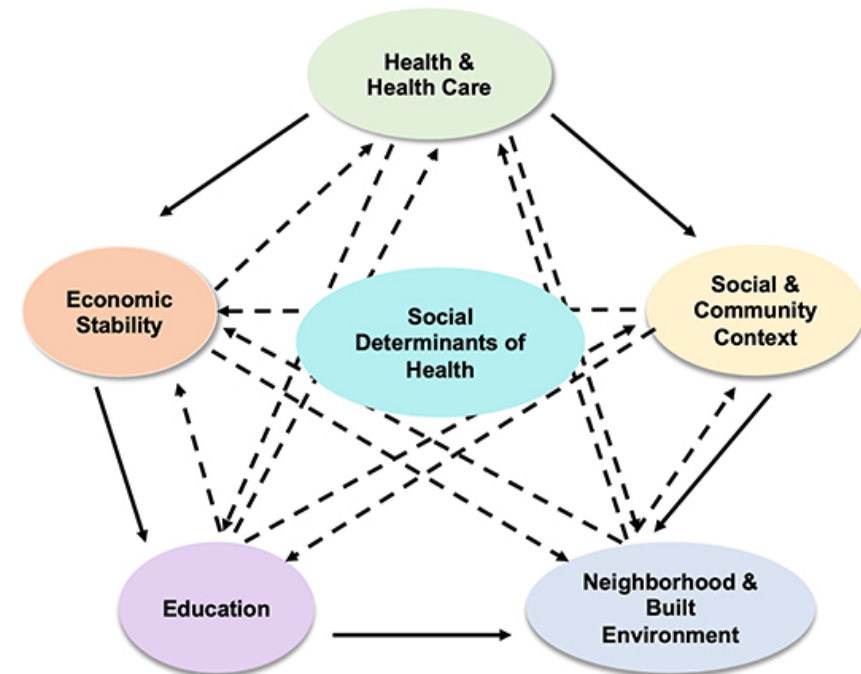 Health &
Health Care
Economic
Stability
Social &
Community
Context
Social
Determinants of
Health
Education
Neighborhood &
Built
Environment